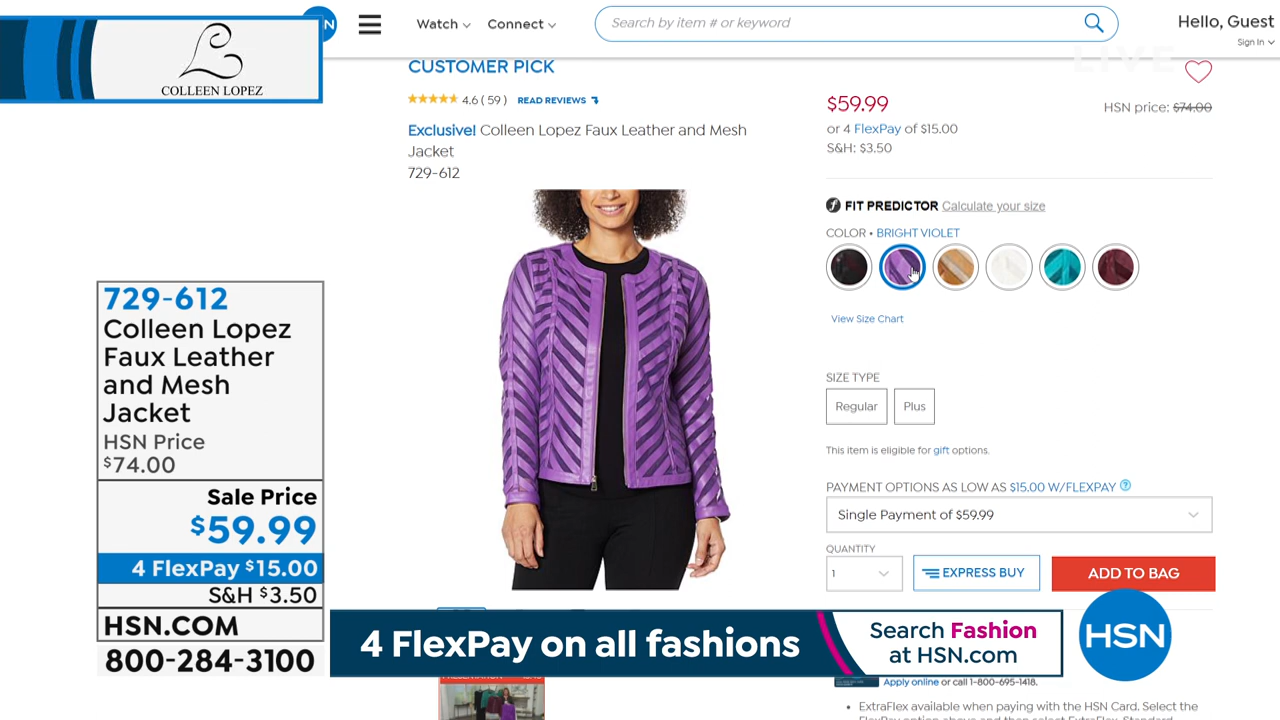 HSN
Watch
Connect
Search by item # or keyword
Hello, Guest
Sign In
LIVE
COLLEEN LOPEZ
CUSTOMER PICK
4.6 ( 59 ) READ REVIEWS
Exclusive! Colleen Lopez Faux Leather and Mesh
Jacket
729-612
$59.99
HSN price: $74.00
or 4 FlexPay of $15.00
S&H: $3.50
FIT PREDICTOR Calculate your size
COLOR • BRIGHT VIOLET
View Size Chart
SIZE TYPE
Regular
Plus
This item is eligible for gift options.
PAYMENT OPTIONS AS LOW AS $15.00 W/FLEXPAY ?
Single Payment of $59.99
QUANTITY
1
EXPRESS BUY
ADD TO BAG
729-612
Colleen Lopez
Faux Leather
and Mesh
Jacket
HSN Price
$74.00
Sale Price
$59.99
4 FlexPay $15.00
S&H $3.50
HSN.COM
800-284-3100
4 FlexPay on all fashions
Search Fashion
at HSN.com
HSN
Apply online or call 1-800-695-1418.
• ExtraFlex available when paying with the HSN Card. Select the